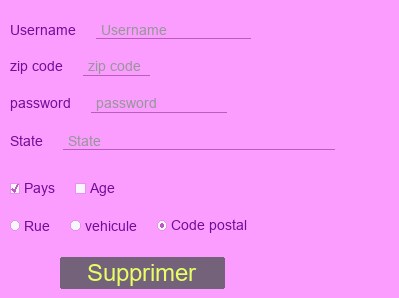 Username Username
zip code zip code
password password
State State
Pays Age
Rue vehicule Code postal
Supprimer